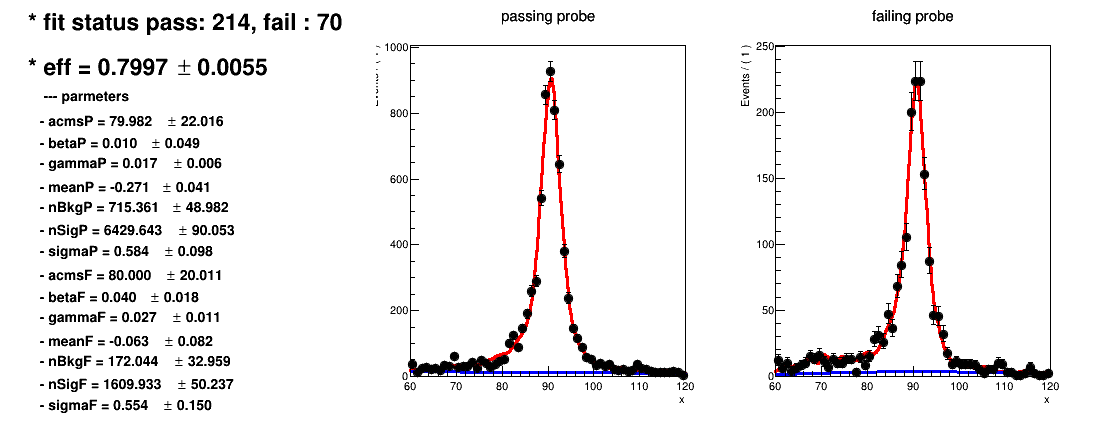 * fit status pass: 214, fail : 70
* eff = 0.7997 ± 0.0055
--- parmeters
- acmsP = 79.982 ± 22.016
- betaP = 0.010 ± 0.049
- gammaP = 0.017 ± 0.006
- meanP = -0.271 ± 0.041
- nBkgP = 715.361 ± 48.982
- nSigP = 6429.643 ± 90.053
- sigmaP = 0.584 ± 0.098
- acmsF = 80.000 ± 20.011
- betaF = 0.040 ± 0.018
- gammaF = 0.027 ± 0.011
- meanF = -0.063 ± 0.082
- nBkgF = 172.044 ± 32.959
- nSigF = 1609.933 ± 50.237
- sigmaF = 0.554 ± 0.150
passing probe
1000
800
600
400
200
0
60 70 80 90 100 110 120
x
failing probe
Events / ( 1 )
250
200
150
100
50
0
60 70 80 90 100 110 120
x